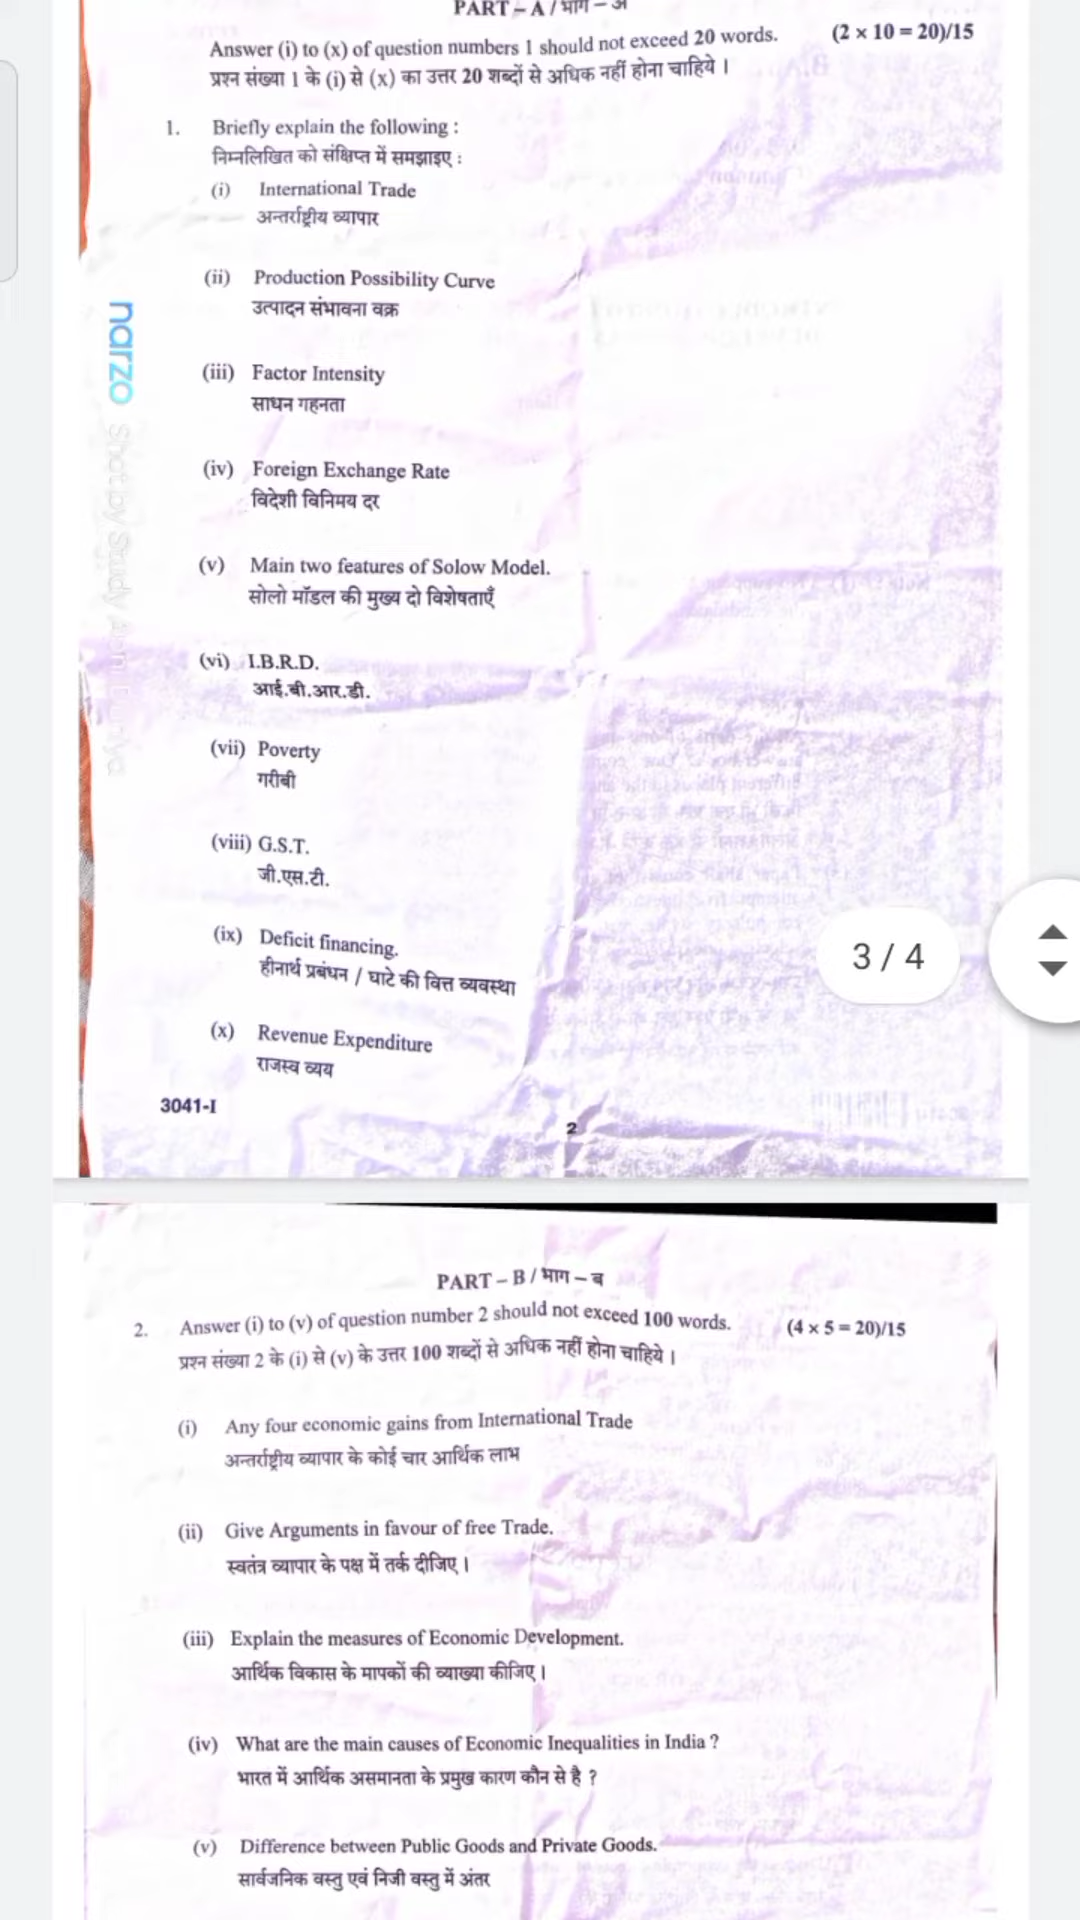 PART – A / भाग – अ
Answer (i) to (x) of question numbers 1 should not exceed 20 words. (2 × 10 = 20)/15
प्रश्न संख्या 1 के (i) से (x) का उत्तर 20 शब्दों से अधिक नहीं होना चाहिये ।
1. Briefly explain the following :
निम्नलिखित को संक्षिप्त में समझाइए :
(i) International Trade
अन्तर्राष्ट्रीय व्यापार
(ii) Production Possibility Curve
उत्पादन संभावना वक्र
(iii) Factor Intensity
साधन गहनता
(iv) Foreign Exchange Rate
विदेशी विनिमय दर
(v) Main two features of Solow Model.
सोलो मॉडल की मुख्य दो विशेषताएँ
(vi) I.B.R.D.
आई.बी.आर.डी.
(vii) Poverty
गरीबी
(viii) G.S.T.
जी.एस.टी.
(ix) Deficit financing.
हीनार्थ प्रबंधन / घाटे की वित्त व्यवस्था
(x) Revenue Expenditure
राजस्व व्यय
3041-I
2
narzo Shot by Study
3 / 4
PART – B / भाग – ब
2. Answer (i) to (v) of question number 2 should not exceed 100 words. (4 × 5 = 20)/15
प्रश्न संख्या 2 के (i) से (v) के उत्तर 100 शब्दों से अधिक नहीं होना चाहिये ।
(i) Any four economic gains from International Trade
अन्तर्राष्ट्रीय व्यापार के कोई चार आर्थिक लाभ
(ii) Give Arguments in favour of free Trade.
स्वतंत्र व्यापार के पक्ष में तर्क दीजिए ।
(iii) Explain the measures of Economic Development.
आर्थिक विकास के मापकों की व्याख्या कीजिए ।
(iv) What are the main causes of Economic Inequalities in India ?
भारत में आर्थिक असमानता के प्रमुख कारण कौन से है ?
(v) Difference between Public Goods and Private Goods.
सार्वजनिक वस्तु एवं निजी वस्तु में अंतर